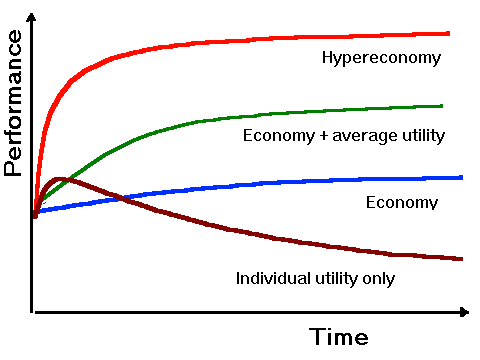 Performance
Hypereconomy
Economy + average utility
Economy
Individual utility only
Time